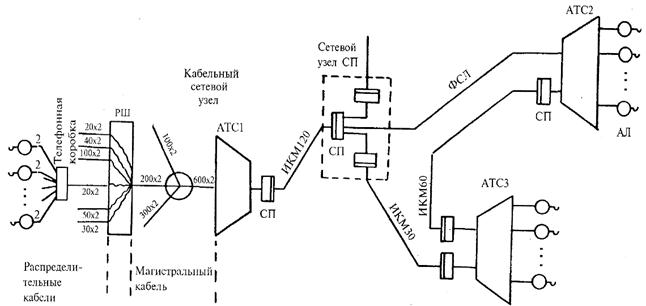 АТС2
Сетевой
узел СП
ФСЛ
СП
АЛ
Кабельный
сетевой
узел
АТС1
ИКМ120
СП
СП
ИКМ60
АТС3
ИКМ30
Телефонная
коробка
РШ
2
2
2
20х2
40х2
100х2
20х2
50х2
30х2
200х2
100х2
300х2
600х2
Распредели-
тельные
кабели
Магистральный
кабель